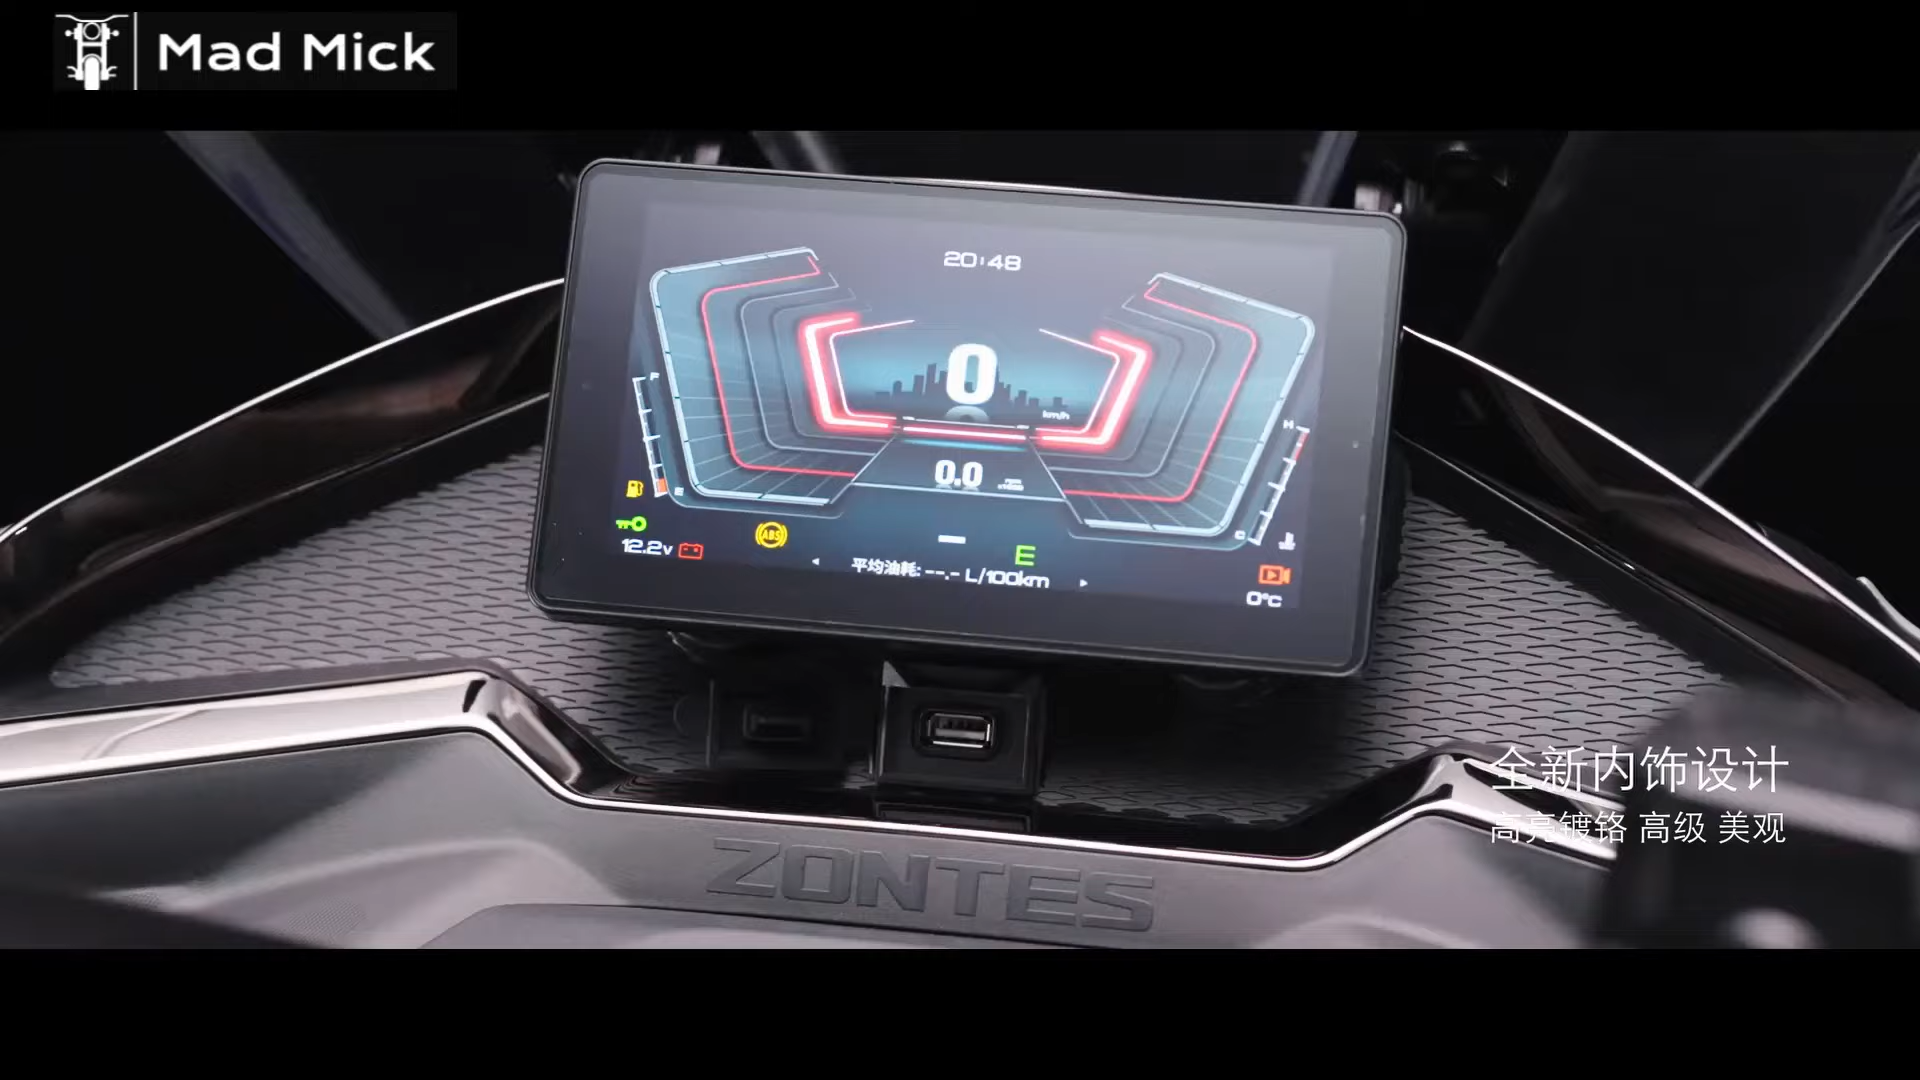 Mad Mick
20:48
F
0
km/h
H
0.0
E
C
ABS
12.2v
E
平均油耗: --.- L/100km
0°C
全新内饰设计
高亮镀铬 高级 美观
ZONTES